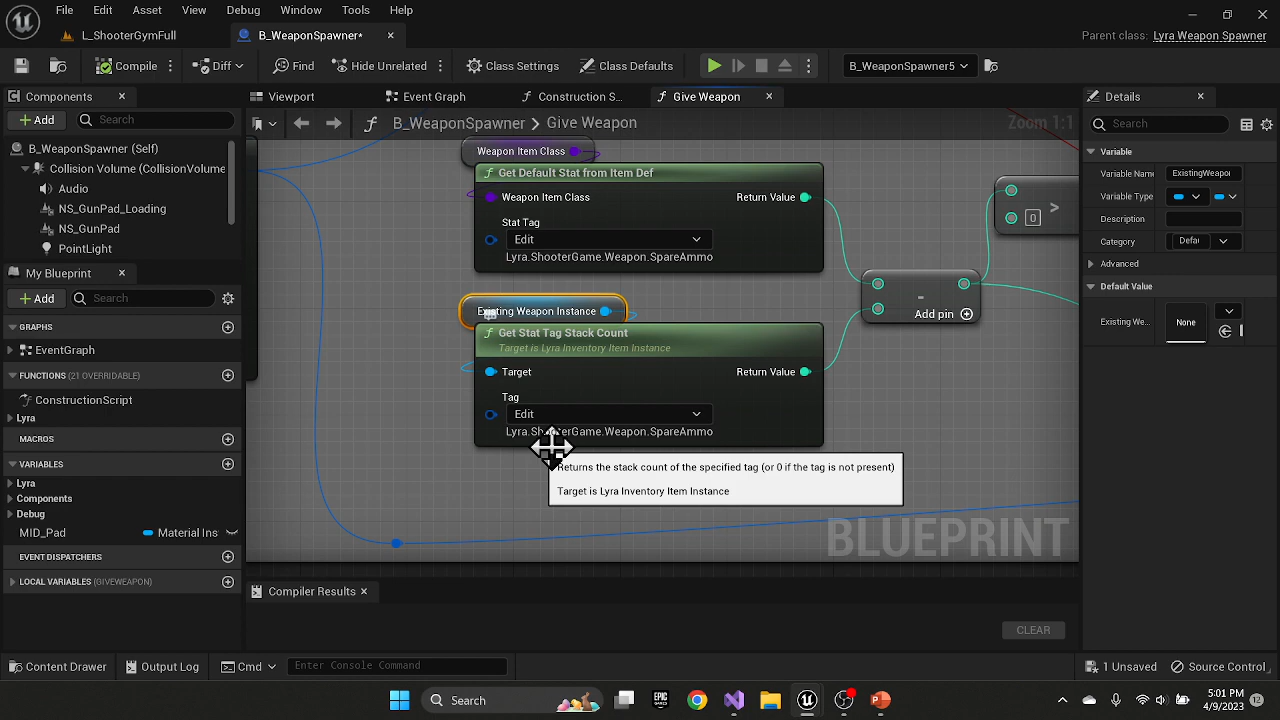 File Edit Asset View Debug Window Tools Help
L_ShooterGymFull
B_WeaponSpawner*
Parent class: Lyra Weapon Spawner
Compile
Diff
Find
Hide Unrelated
Class Settings
Class Defaults
B_WeaponSpawner5
Components
Viewport
Event Graph
Construction S...
Give Weapon
Details
Add
Search
B_WeaponSpawner > Give Weapon
Zoom 1:1
Search
B_WeaponSpawner (Self)
Collision Volume (CollisionVolume
Audio
NS_GunPad_Loading
NS_GunPad
PointLight
My Blueprint
Add
Search
GRAPHS
EventGraph
FUNCTIONS (21 OVERRIDABLE)
ConstructionScript
Lyra
MACROS
VARIABLES
Lyra
Components
Debug
MID_Pad
Material Ins
EVENT DISPATCHERS
LOCAL VARIABLES (GIVEWEAPON)
Weapon Item Class
Get Default Stat from Item Def
Weapon Item Class
Return Value
Stat Tag
Edit
Lyra.ShooterGame.Weapon.SpareAmmo
Existing Weapon Instance
Get Stat Tag Stack Count
Target is Lyra Inventory Item Instance
Target
Return Value
Tag
Edit
Lyra.ShooterGame.Weapon.SpareAmmo
Returns the stack count of the specified tag (or 0 if the tag is not present)
Target is Lyra Inventory Item Instance
0 >
-
Add pin
BLUEPRINT
Variable
Variable Name
ExistingWeapoi
Variable Type
Description
Category
Defai
Advanced
Default Value
Existing We...
None
Compiler Results
CLEAR
Content Drawer
Output Log
Cmd
Enter Console Command
1 Unsaved
Source Control
Search
EPIC GAMES
5:01 PM
4/9/2023
12